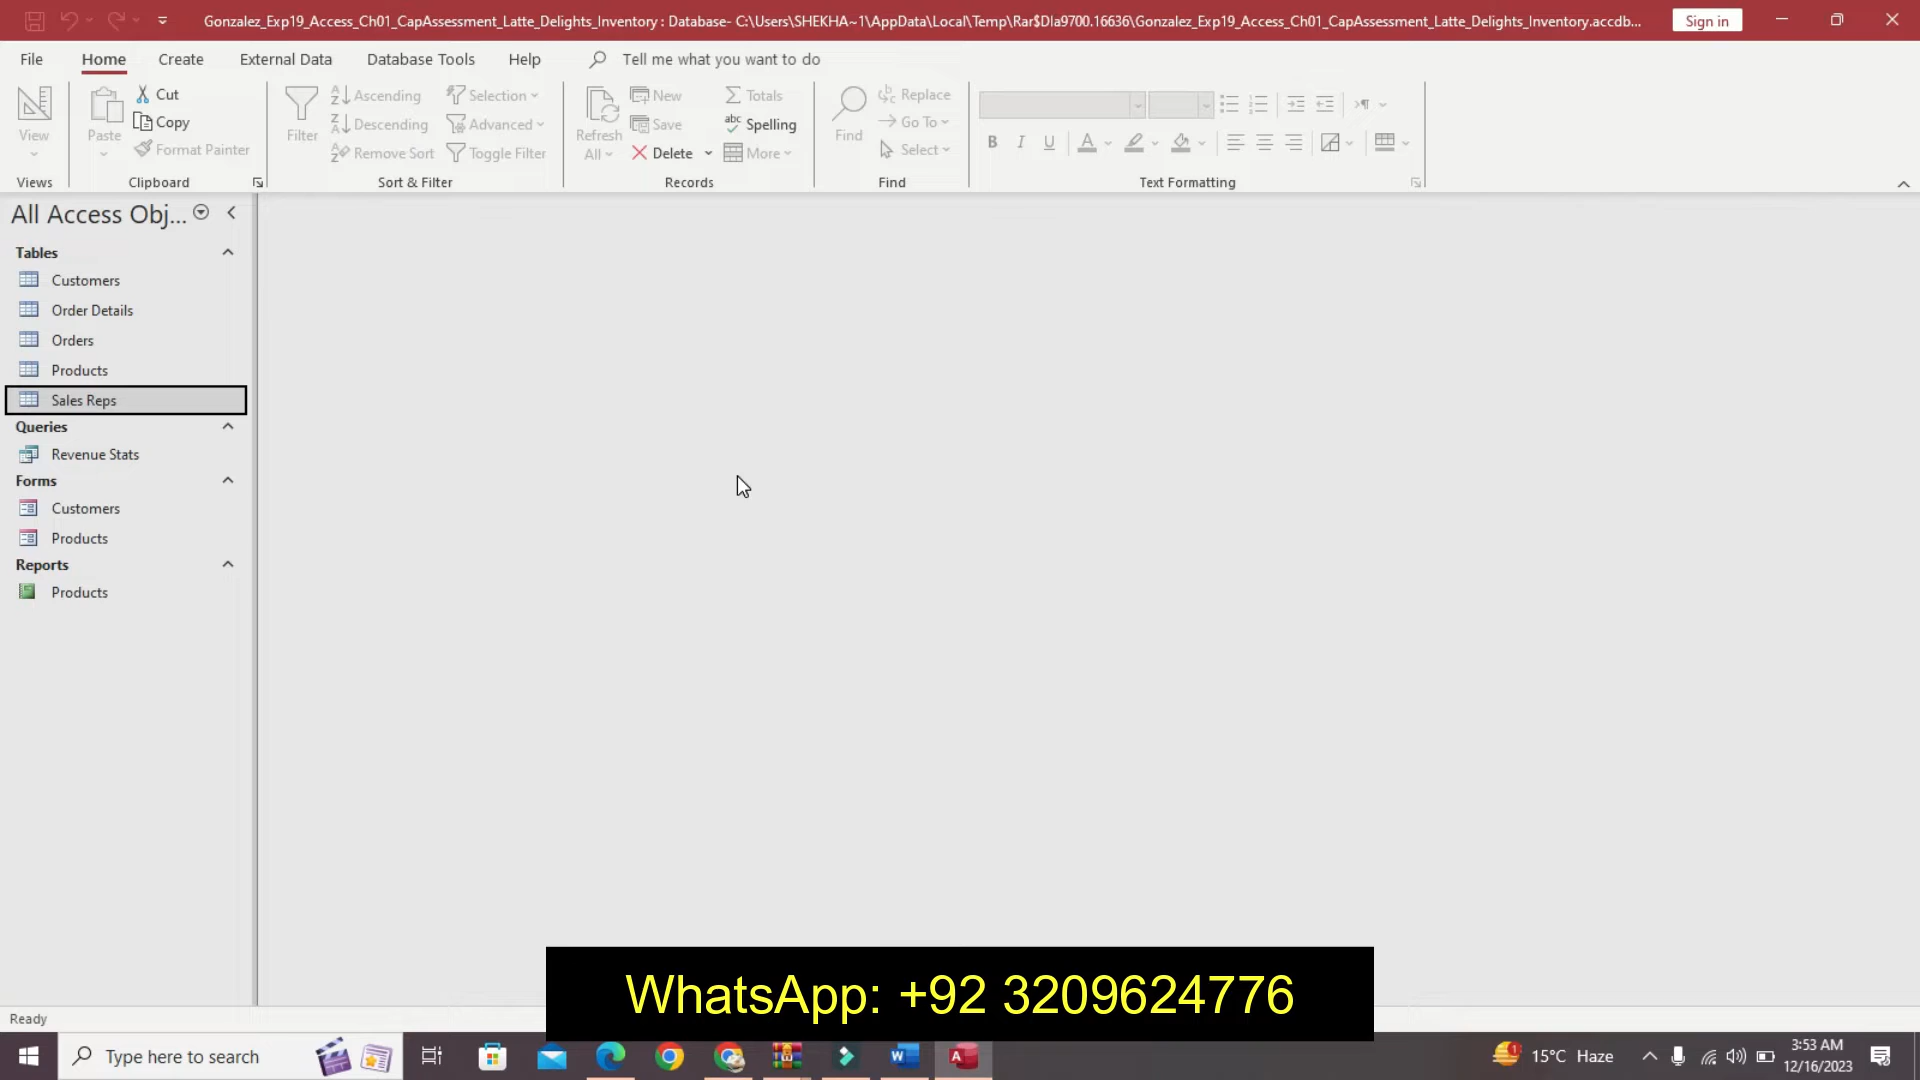 Gonzalez_Exp19_Access_Ch01_CapAssessment_Latte_Delights_Inventory : Database- C:\Users\SHEKHA~1\AppData\Local\Temp\Rar$DIa9700.16636\Gonzalez_Exp19_Access_Ch01_CapAssessment_Latte_Delights_Inventory.accdb...
Sign in
File Home Create External Data Database Tools Help Tell me what you want to do
View
Views
Paste
Cut
Copy
Format Painter
Clipboard
Filter
Ascending
Descending
Remove Sort
Selection
Advanced
Toggle Filter
Sort & Filter
Refresh
All
New
Save
Delete
Totals
Spelling
More
Records
Find
Replace
Go To
Select
Find
B I U A
Text Formatting
All Access Obj...
Tables
Customers
Order Details
Orders
Products
Sales Reps
Queries
Revenue Stats
Forms
Customers
Products
Reports
Products
WhatsApp: +92 3209624776
Ready
Type here to search
15°C Haze
3:53 AM
12/16/2023